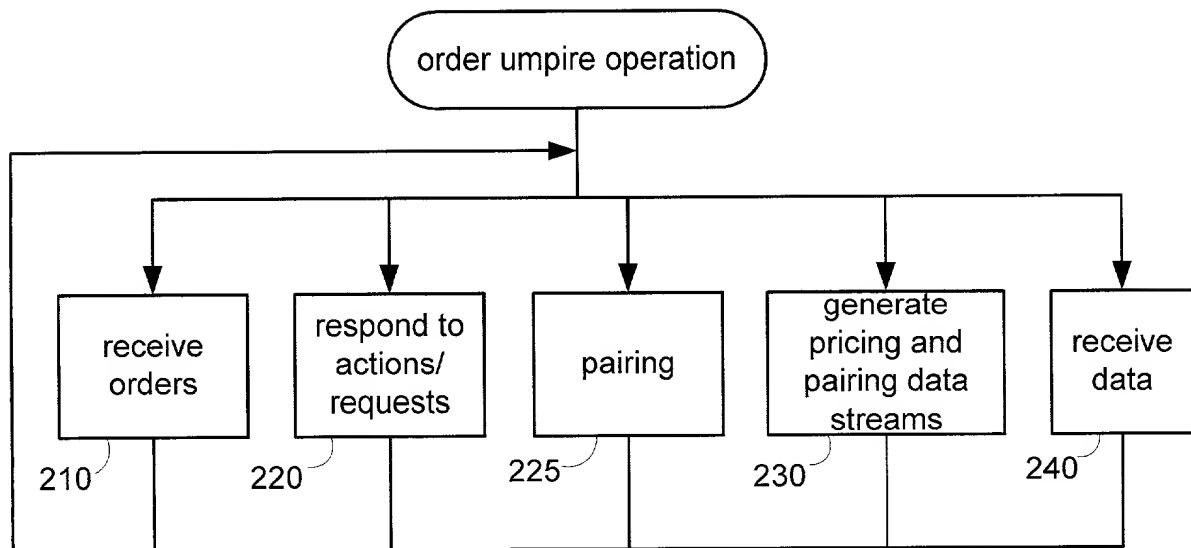 order umpire operation
receive
orders
210
respond to
actions/
requests
220
pairing
225
generate
pricing and
pairing data
streams
230
receive
data
240